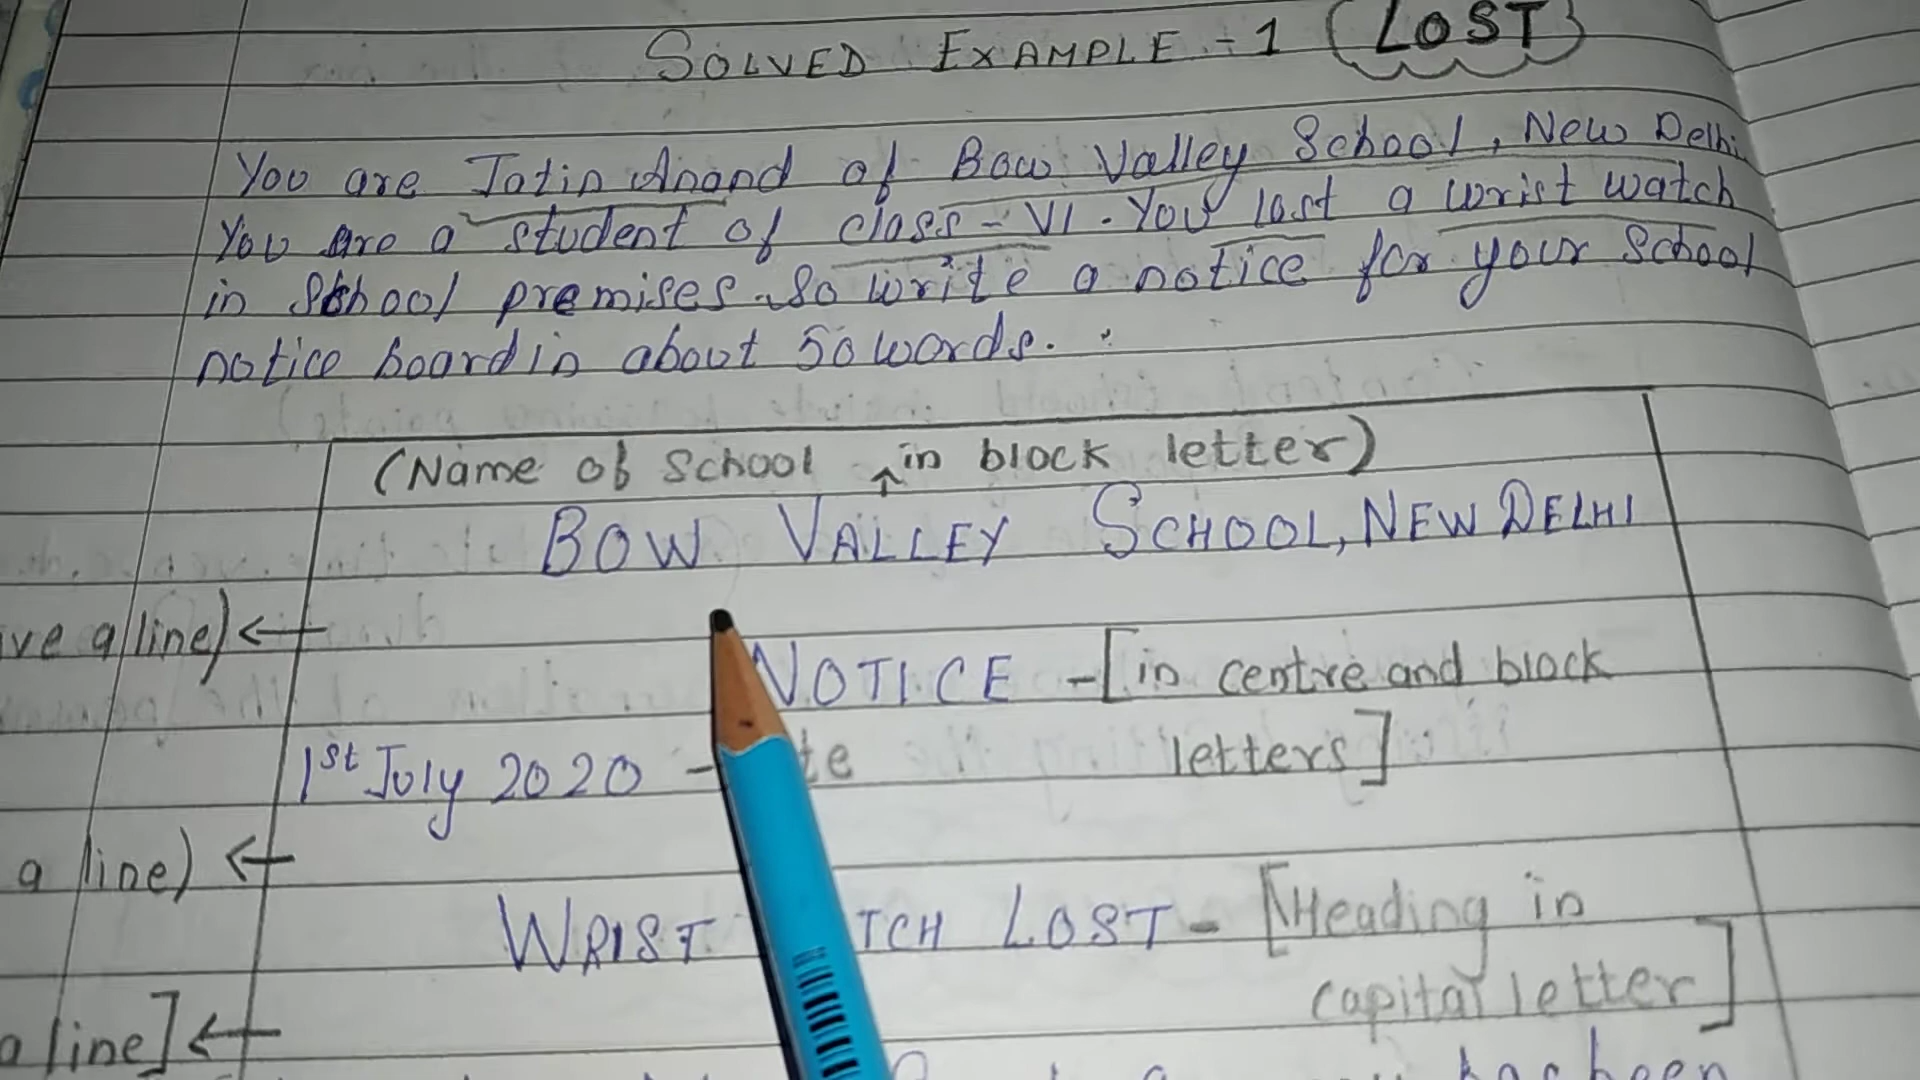 SOLVED EXAMPLE - 1 (LOST)
You are Jatin Anand of Bow Valley School, New Delhi.
You are a student of class - VI. You lost a wrist watch
in School premises. So write a notice for your School
notice board in about 50 words.
(Name of School in block letter)
BOW VALLEY SCHOOL, NEW DELHI
a line) ←
NOTICE - [in centre and block
letters]
1st July 2020 -
a line) ←
WRIST LOST - [Heading in
capital letter]
a line] ←
has been